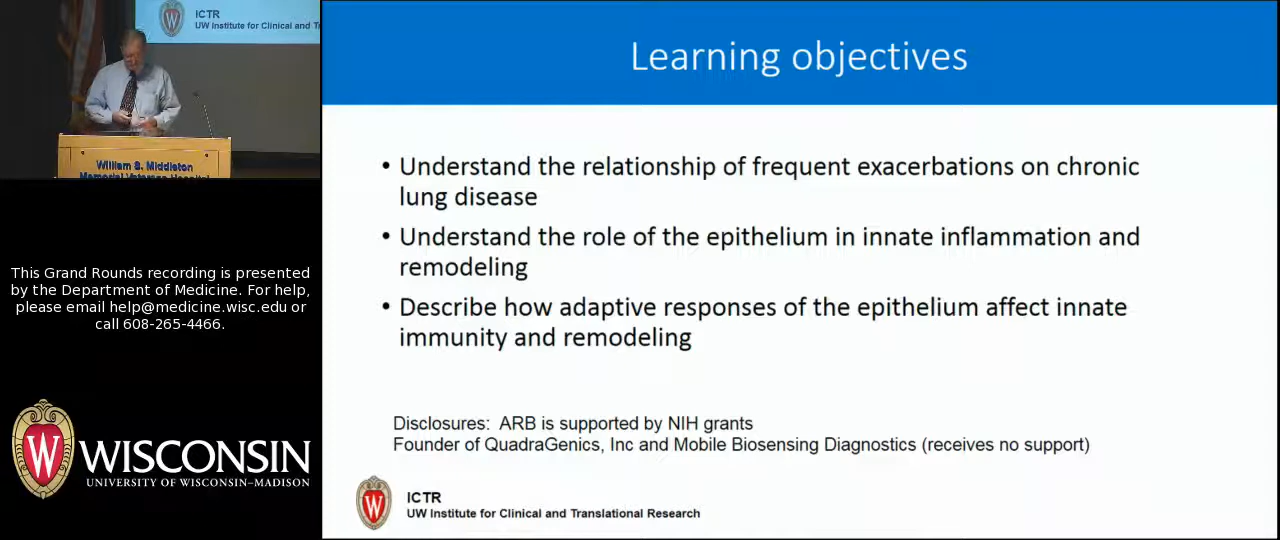 ICTR
UW Institute for Clinical and
William S. Middleton
Memorial Veterans Hospital
This Grand Rounds recording is presented
by the Department of Medicine. For help,
please email help@medicine.wisc.edu or
call 608-265-4466.
WISCONSIN
UNIVERSITY OF WISCONSIN–MADISON
Learning objectives
• Understand the relationship of frequent exacerbations on chronic
lung disease
• Understand the role of the epithelium in innate inflammation and
remodeling
• Describe how adaptive responses of the epithelium affect innate
immunity and remodeling
Disclosures: ARB is supported by NIH grants
Founder of QuadraGenics, Inc and Mobile Biosensing Diagnostics (receives no support)
W
ICTR
UW Institute for Clinical and Translational Research